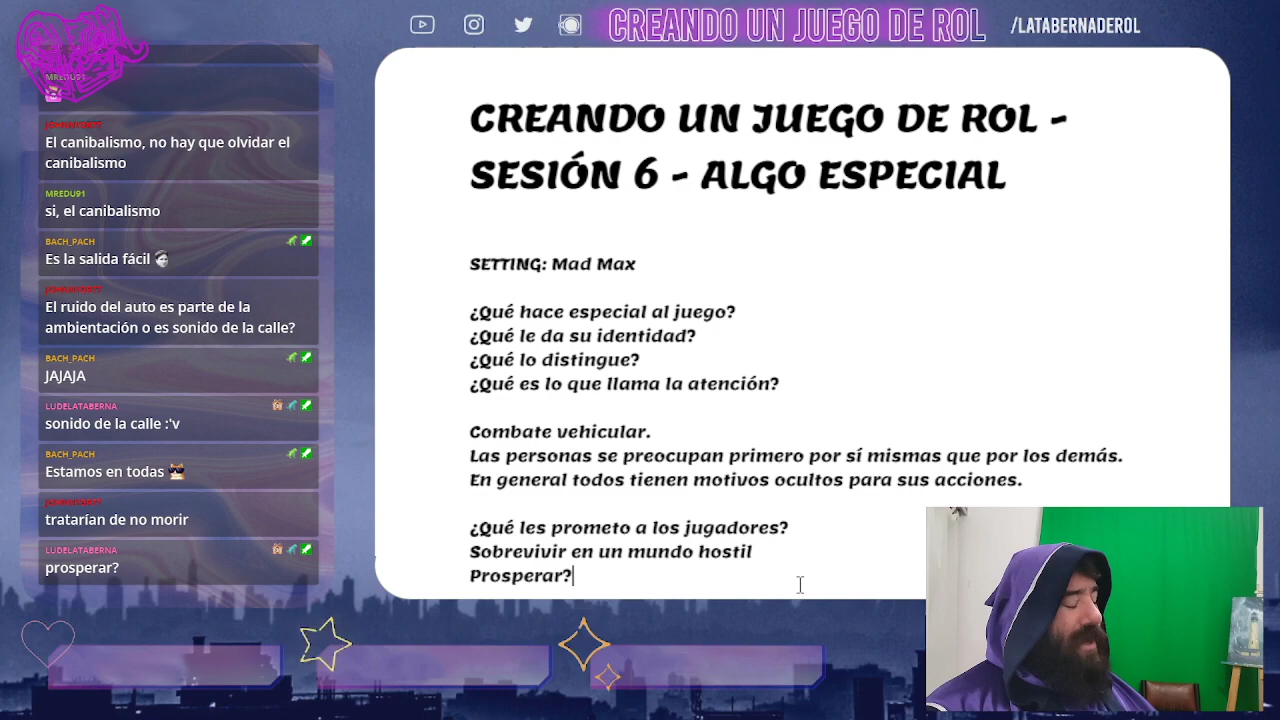 CREANDO UN JUEGO DE ROL
/LATABERNADEROL
MREDU91
El canibalismo, no hay que olvidar el
canibalismo
MREDU91
si, el canibalismo
BACH_PACH
Es la salida fácil
El ruido del auto es parte de la
ambientación o es sonido de la calle?
BACH_PACH
JAJAJA
LUDELATABERNA
sonido de la calle :'v
BACH_PACH
Estamos en todas
tratarían de no morir
LUDELATABERNA
prosperar?
CREANDO UN JUEGO DE ROL -
SESIÓN 6 - ALGO ESPECIAL
SETTING: Mad Max
¿Qué hace especial al juego?
¿Qué le da su identidad?
¿Qué lo distingue?
¿Qué es lo que llama la atención?
Combate vehicular.
Las personas se preocupan primero por sí mismas que por los demás.
En general todos tienen motivos ocultos para sus acciones.
¿Qué les prometo a los jugadores?
Sobrevivir en un mundo hostil
Prosperar?